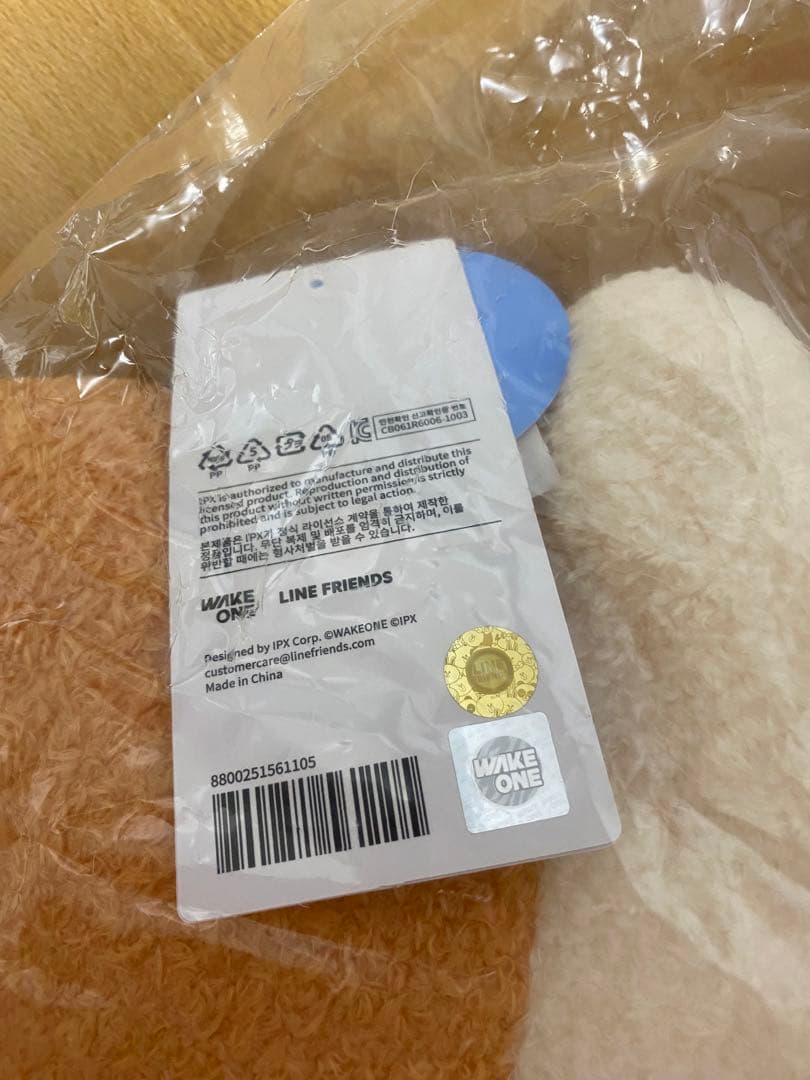 안전확인 신고확인증 번호
CB061R6006-1003
PP
5
PP
PP
IPX is authorized to manufacture and distribute this
licensed product. Reproduction and distribution of
this product without written permission is strictly
prohibited and is subject to legal action.
본제품은 IPX가 정식 라이선스 계약을 통하여 제작한
정품입니다. 무단 복제 및 배포를 엄격히 금지하며, 이를
위반할 때에는 형사처벌을 받을 수 있습니다.
WAKE
ONE
LINE FRIENDS
Designed by IPX Corp. ©WAKEONE ©IPX
customercare@linefriends.com
Made in China
LINE
FRIENDS
WAKE
ONE
8800251561105